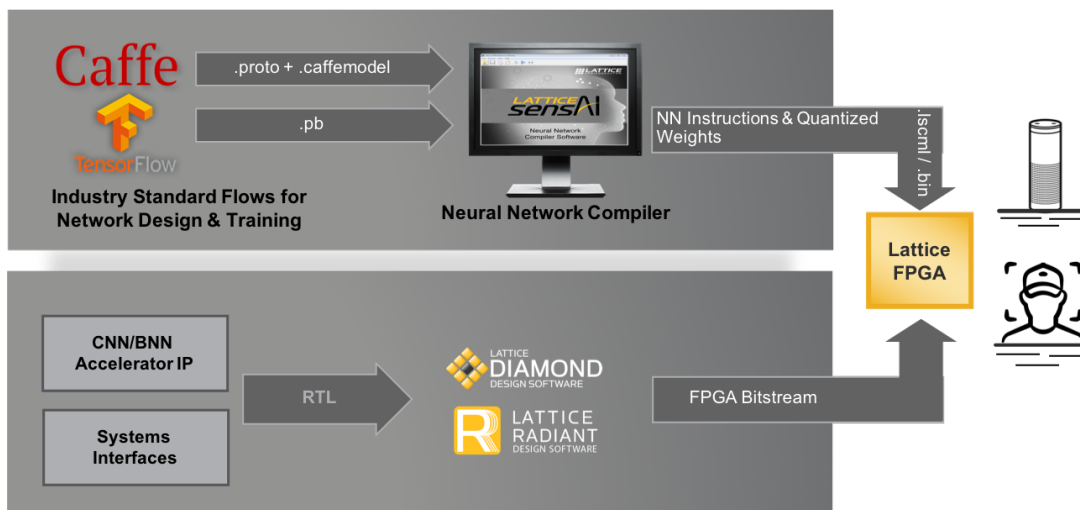 Caffe
.proto + .caffemodel
TensorFlow
.pb
Industry Standard Flows for
Network Design & Training
LATTICE
LATTICE
sensAI
Neural Network
Compiler Software
Neural Network Compiler
NN Instructions & Quantized
Weights
.lscml / .bin
Lattice
FPGA
CNN/BNN
Accelerator IP
Systems
Interfaces
RTL
LATTICE
DIAMOND
DESIGN SOFTWARE
R
LATTICE
RADIANT
DESIGN SOFTWARE
FPGA Bitstream